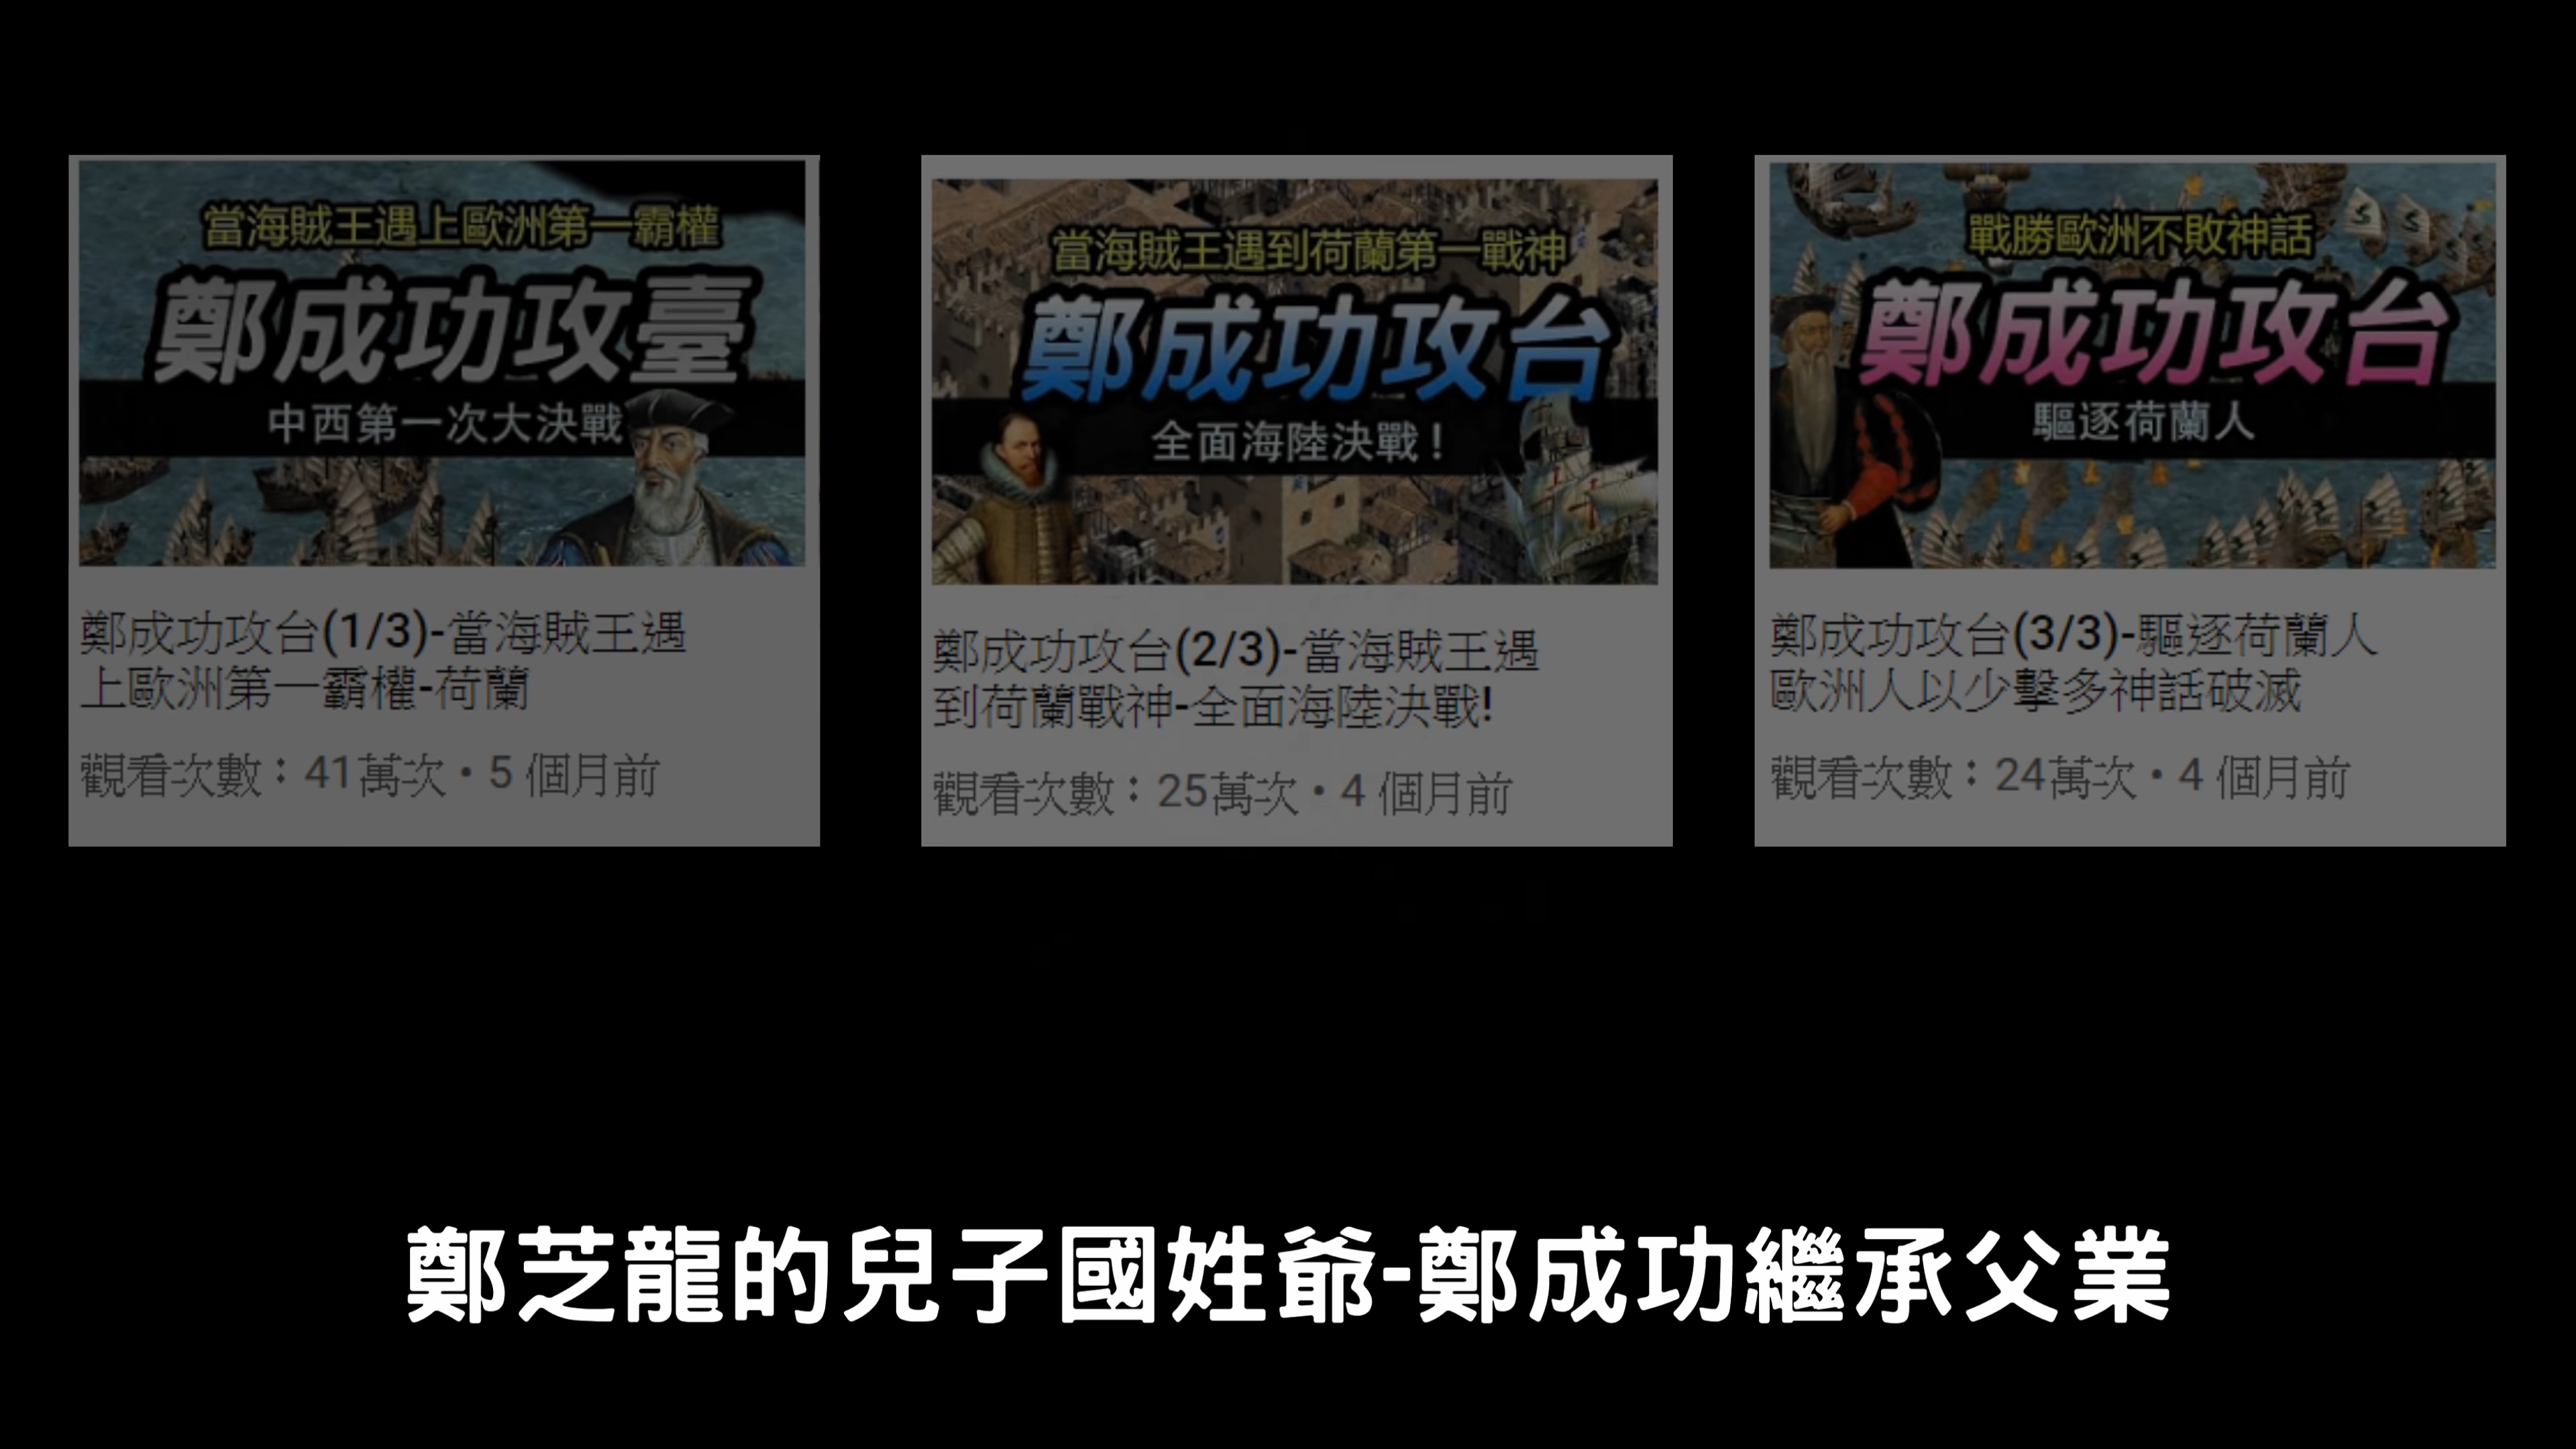 當海賊王遇上歐洲第一霸權
鄭成功攻臺
中西第一次大決戰
鄭成功攻台(1/3)-當海賊王遇
上歐洲第一霸權-荷蘭
觀看次數：41萬次•5 個月前
當海賊王遇到荷蘭第一戰神
鄭成功攻台
全面海陸決戰！
鄭成功攻台(2/3)-當海賊王遇
到荷蘭戰神-全面海陸決戰!
觀看次數：25萬次•4 個月前
戰勝歐洲不敗神話
鄭成功攻台
驅逐荷蘭人
鄭成功攻台(3/3)-驅逐荷蘭人
歐洲人以少擊多神話破滅
觀看次數：24萬次•4 個月前
鄭芝龍的兒子國姓爺-鄭成功繼承父業